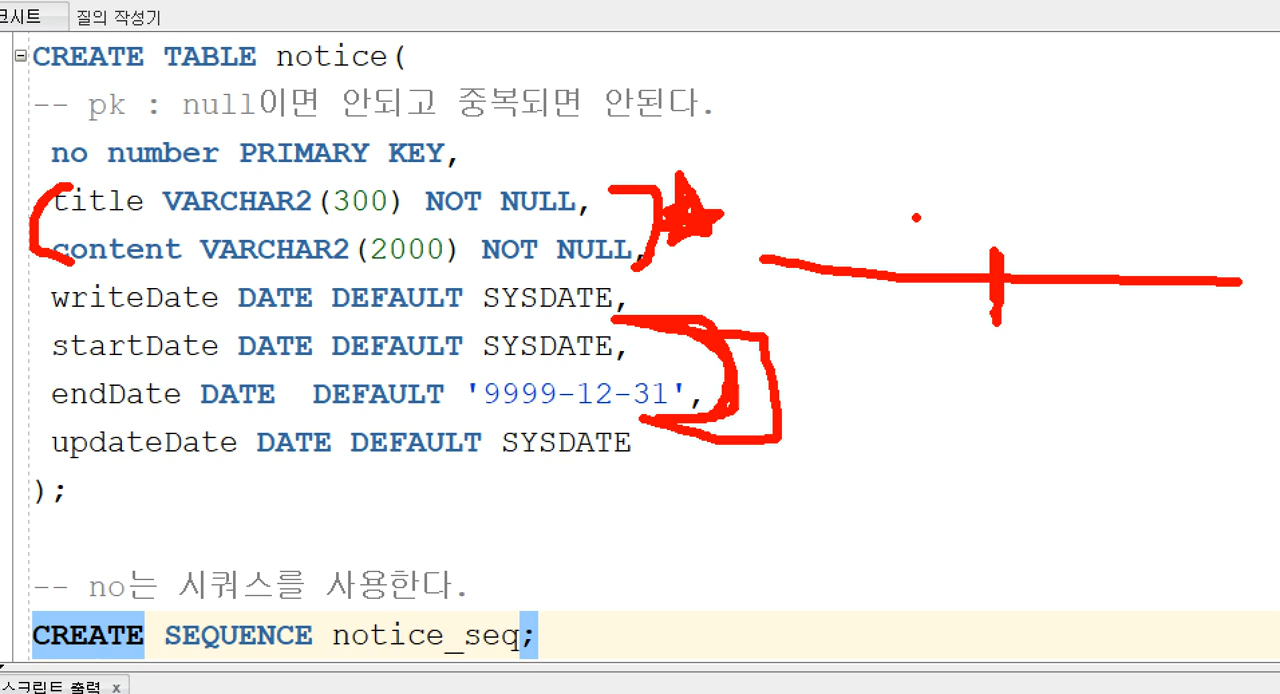 코시트 질의 작성기
CREATE TABLE notice(
-- pk : null이면 안되고 중복되면 안된다.
no number PRIMARY KEY,
title VARCHAR2(300) NOT NULL,
content VARCHAR2(2000) NOT NULL,
writeDate DATE DEFAULT SYSDATE,
startDate DATE DEFAULT SYSDATE,
endDate DATE  DEFAULT '9999-12-31',
updateDate DATE DEFAULT SYSDATE
);
-- no는 시퀘스를 사용한다.
CREATE SEQUENCE notice_seq;
스크립트 출력 x